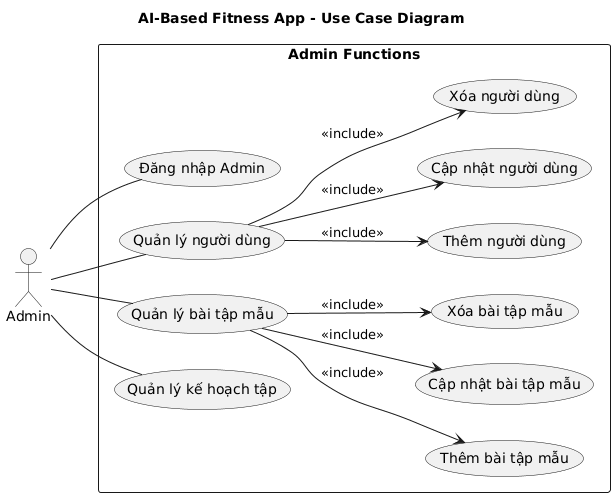 AI-Based Fitness App - Use Case Diagram
Admin Functions
Xóa người dùng
«include»
Đăng nhập Admin
Cập nhật người dùng
«include»
Quản lý người dùng
«include»
Thêm người dùng
Admin
Quản lý bài tập mẫu
«include»
Xóa bài tập mẫu
«include»
Cập nhật bài tập mẫu
«include»
Quản lý kế hoạch tập
Thêm bài tập mẫu